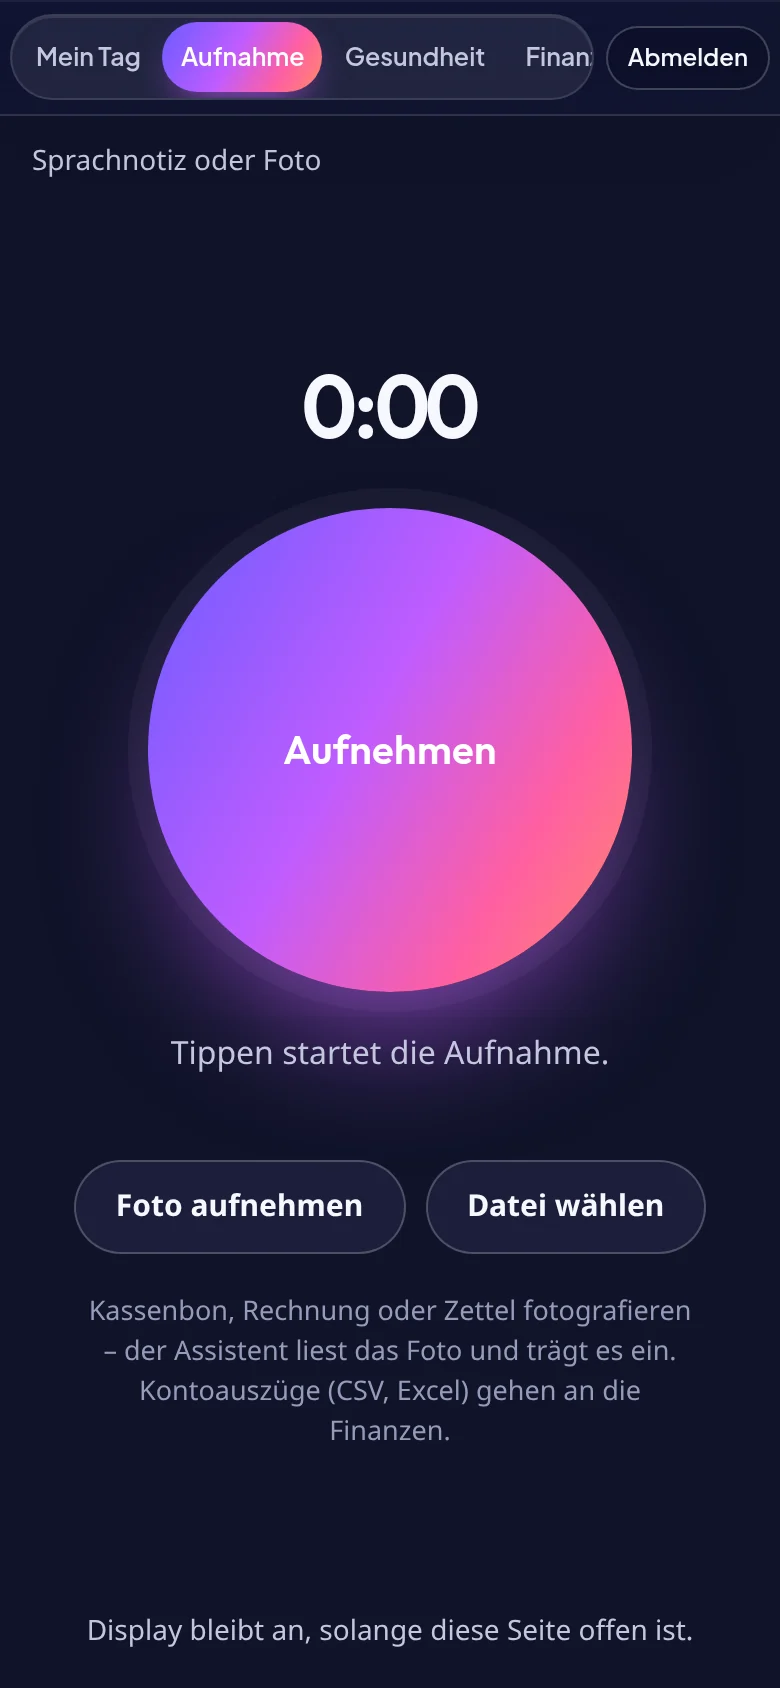 Mein Tag Aufnahme Gesundheit Finanz Abmelden
Sprachnotiz oder Foto
0:00
Aufnehmen
Tippen startet die Aufnahme.
Foto aufnehmen Datei wählen
Kassenbon, Rechnung oder Zettel fotografieren
– der Assistent liest das Foto und trägt es ein.
Kontoauszüge (CSV, Excel) gehen an die
Finanzen.
Display bleibt an, solange diese Seite offen ist.